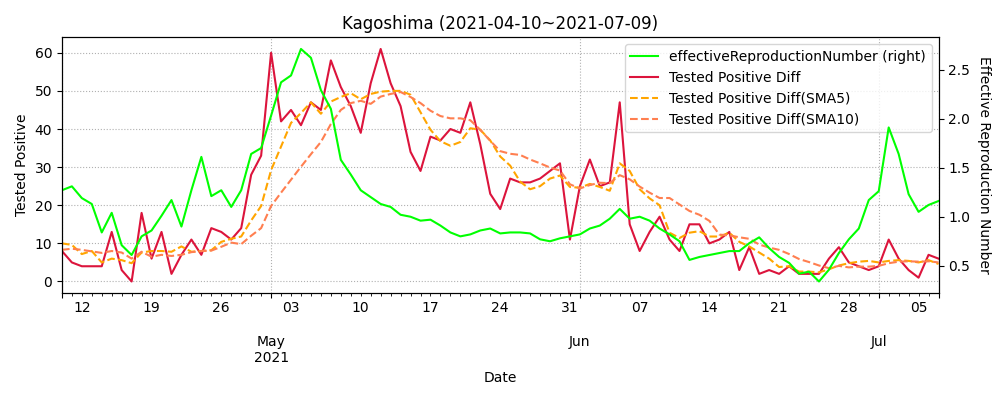 Kagoshima (2021-04-10~2021-07-09)
effectiveReproductionNumber (right)
Tested Positive Diff
Tested Positive Diff(SMA5)
Tested Positive Diff(SMA10)
Tested Positive
60
50
40
30
20
10
0
2.5
2.0
1.5
1.0
0.5
Effective Reproduction Number
12 19 26 03 10 17 24 31 07 14 21 28 05
May Jun Jul
2021
Date